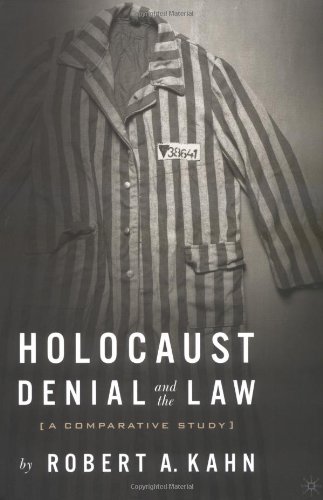 38641
HOLOCAUST
DENIAL and the LAW
[A COMPARATIVE STUDY]
by ROBERT A. KAHN